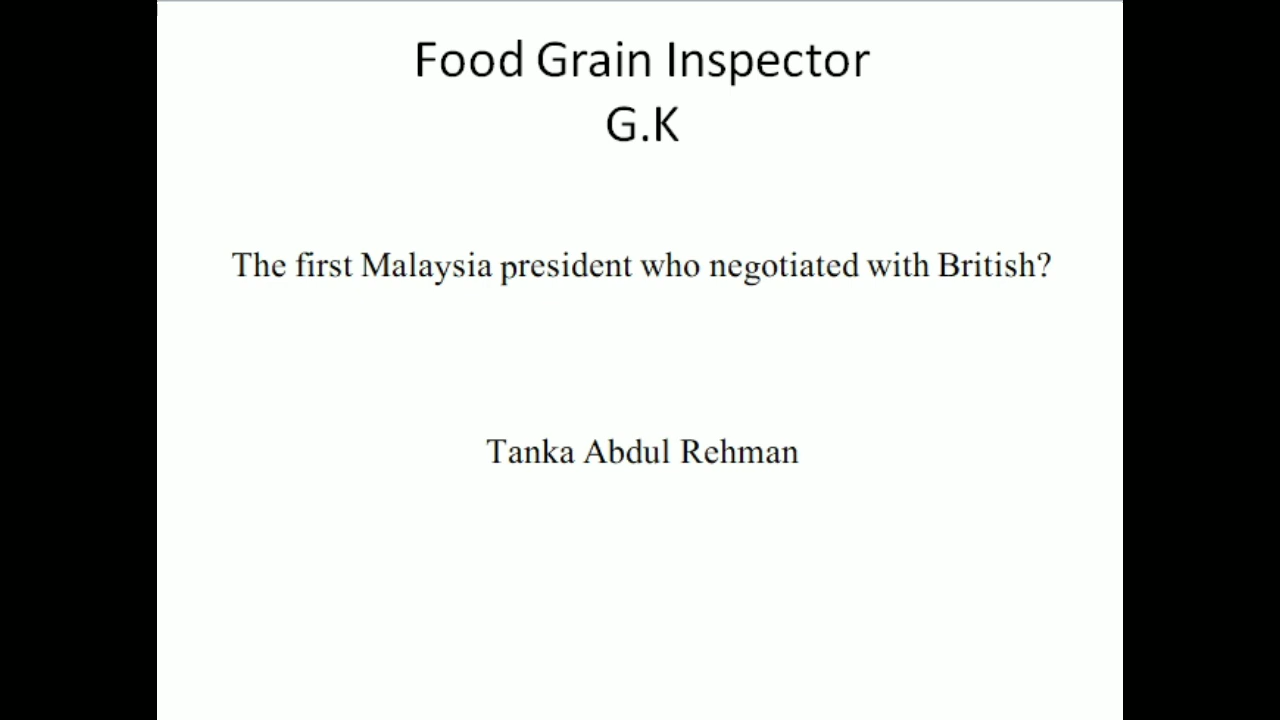 Food Grain Inspector
G.K
The first Malaysia president who negotiated with British?
Tanka Abdul Rehman